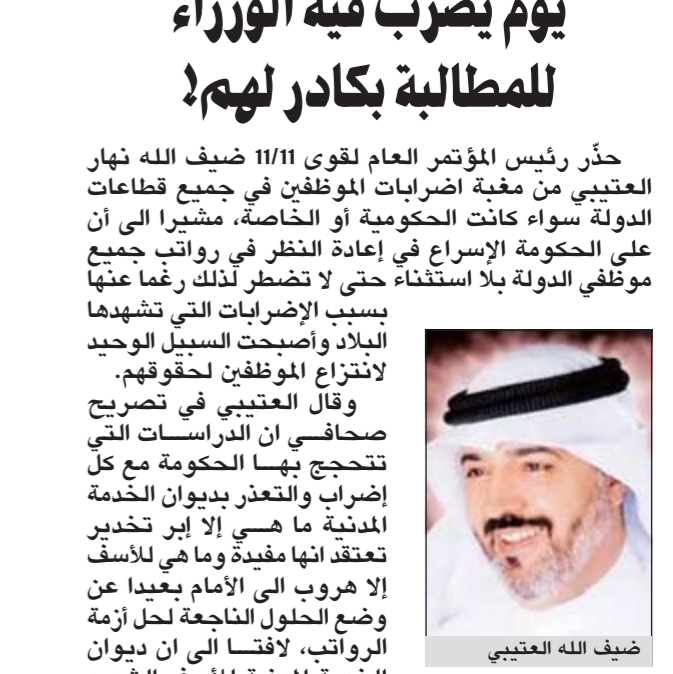 يوم يضرب فيه الوزراء
للمطالبة بكادر لهم!
حذّر رئيس المؤتمر العام لقوى 11/11 ضيف الله نهار
العتيبي من مغبة اضرابات الموظفين في جميع قطاعات
الدولة سواء كانت الحكومية أو الخاصة، مشيرا الى أن
على الحكومة الإسراع في إعادة النظر في رواتب جميع
موظفي الدولة بلا استثناء حتى لا تضطر لذلك رغما عنها
بسبب الإضرابات التي تشهدها
البلاد وأصبحت السبيل الوحيد
لانتزاع الموظفين لحقوقهم.
وقال العتيبي في تصريح
صحافي ان الدراسات التي
تتحجج بها الحكومة مع كل
إضراب والتعذر بديوان الخدمة
المدنية ما هي إلا إبر تخدير
تعتقد انها مفيدة وما هي للأسف
إلا هروب الى الأمام بعيدا عن
وضع الحلول الناجعة لحل أزمة
الرواتب، لافتا الى ان ديوان
ضيف الله العتيبي